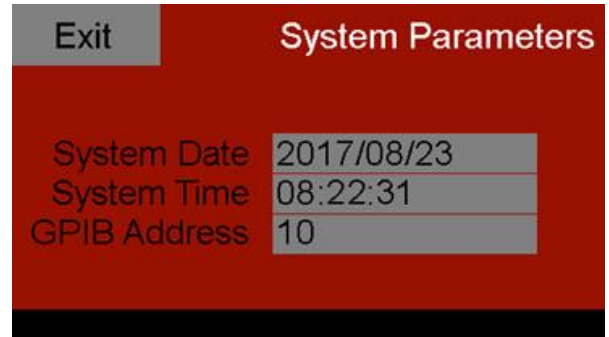 Exit System Parameters
System Date 2017/08/23
System Time 08:22:31
GPIB Address 10